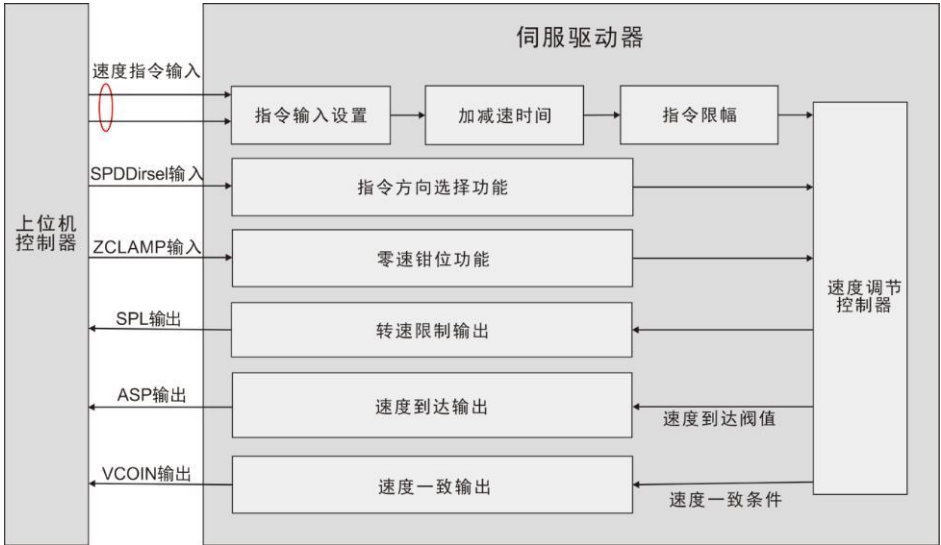 伺服驱动器
速度指令输入
指令输入设置
加减速时间
指令限幅
SPDDirsel输入
指令方向选择功能
上位机
控制器
ZCLAMP输入
零速钳位功能
速度调节
控制器
SPL输出
转速限制输出
ASP输出
速度到达输出
速度到达阀值
VCOIN输出
速度一致输出
速度一致条件